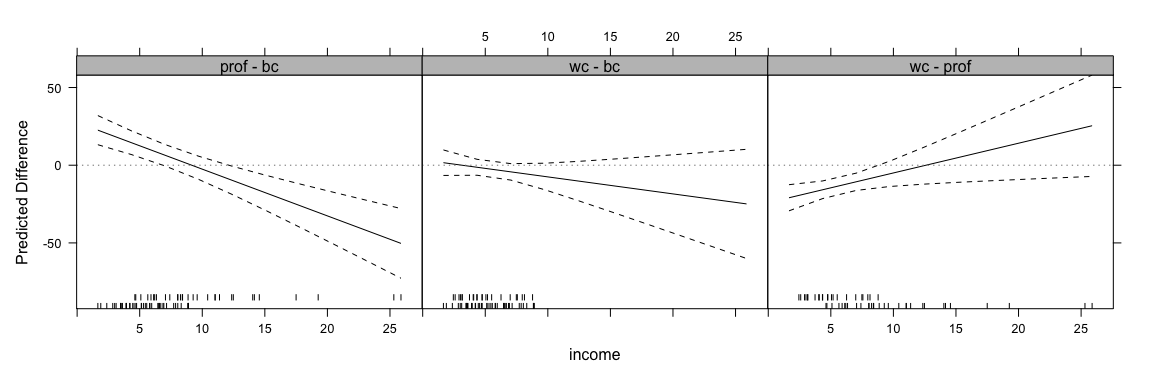 5 10 15 20 25
prof - bc wc - bc wc - prof
50
0
-50
Predicted Difference
5 10 15 20 25 5 10 15 20 25
income